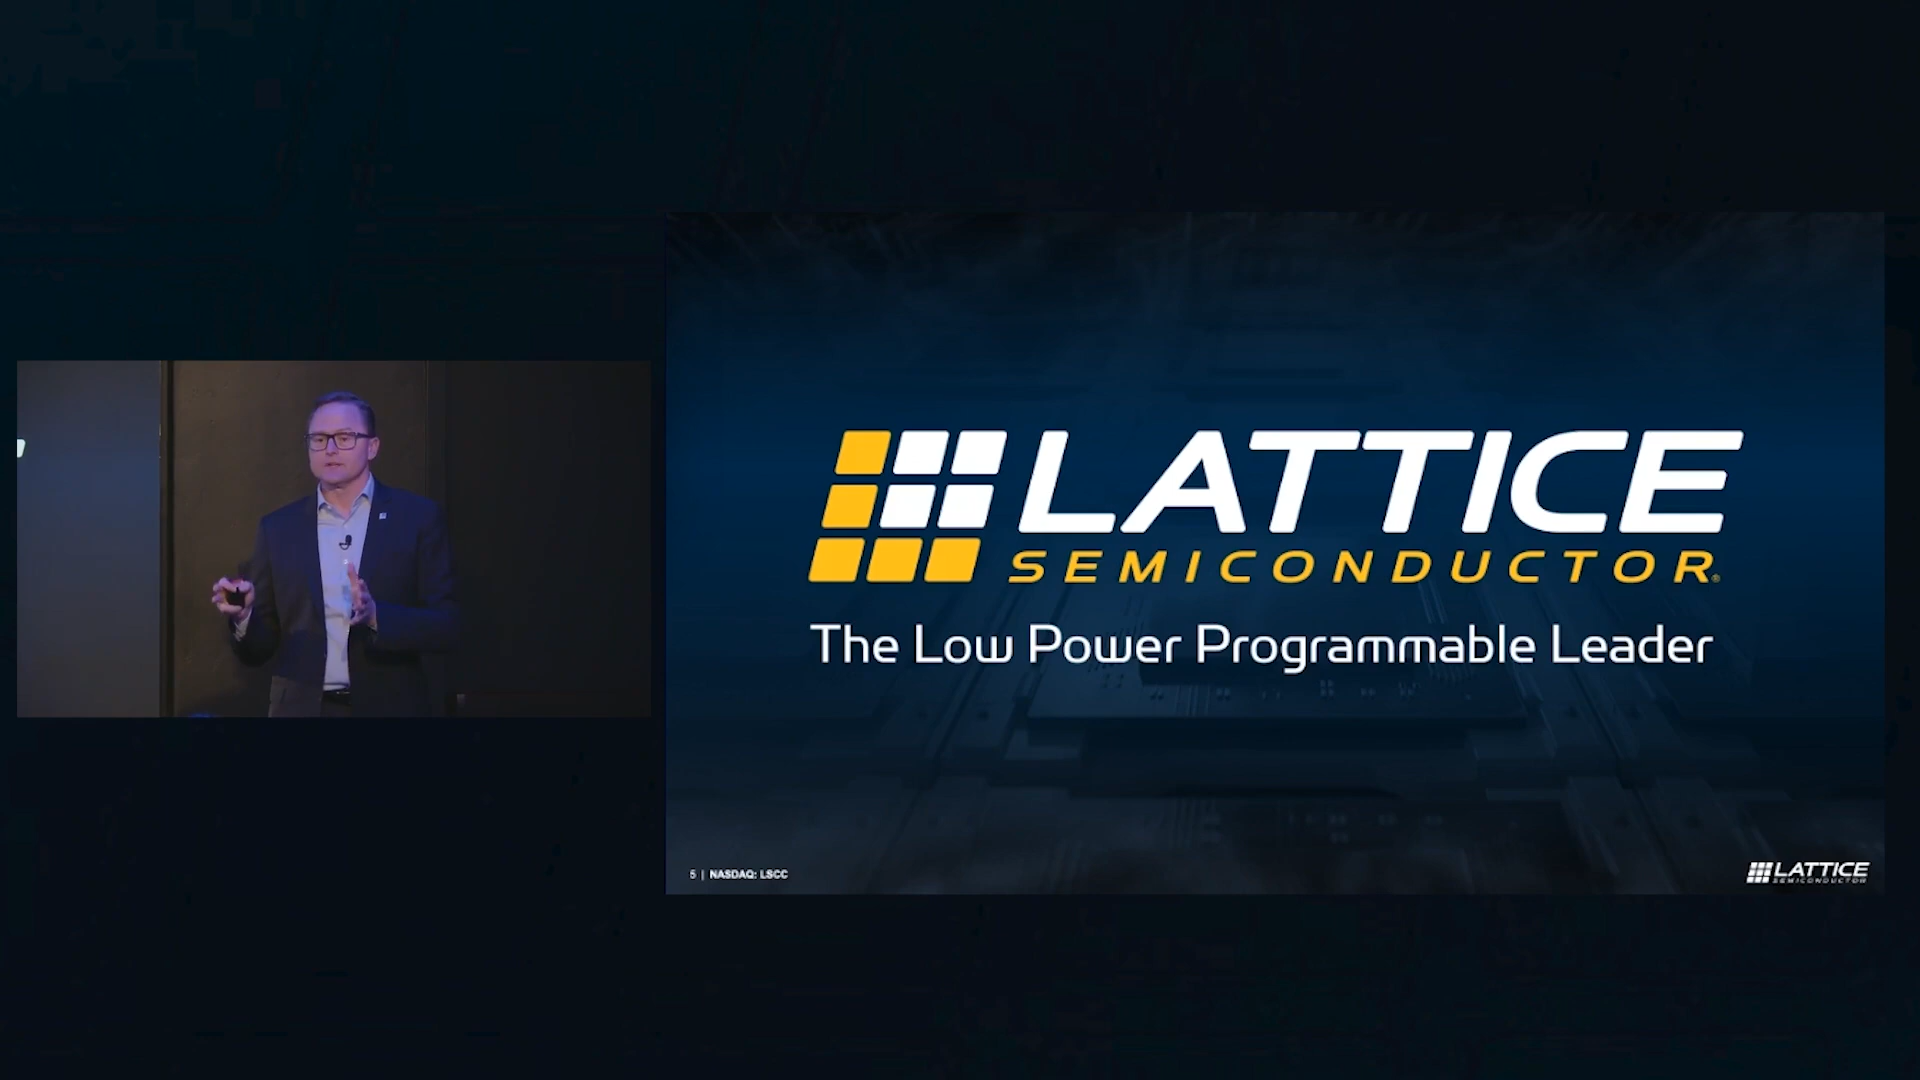 LATTICE
SEMICONDUCTOR®
The Low Power Programmable Leader
5 | NASDAQ: LSCC
LATTICE
SEMICONDUCTOR